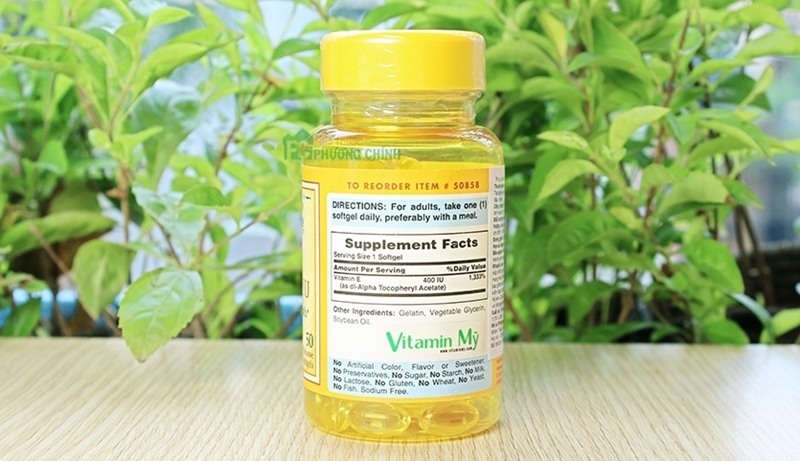 PHƯƠNG CHÍNH
TO REORDER ITEM # 50858
DIRECTIONS: For adults, take one (1)
softgel daily, preferably with a meal.
Supplement Facts
Serving Size 1 Softgel
Amount Per Serving %Daily Value
Vitamin E 400 IU 1,333%
(as dl-Alpha Tocopheryl Acetate)
Other Ingredients: Gelatin, Vegetable Glycerin,
Soybean Oil.
Vitamin Mỹ
No Artificial Color, Flavor or Sweetener,
No Preservatives, No Sugar, No Starch, No Milk,
No Lactose, No Gluten, No Wheat, No Yeast,
No Fish. Sodium Free.
50